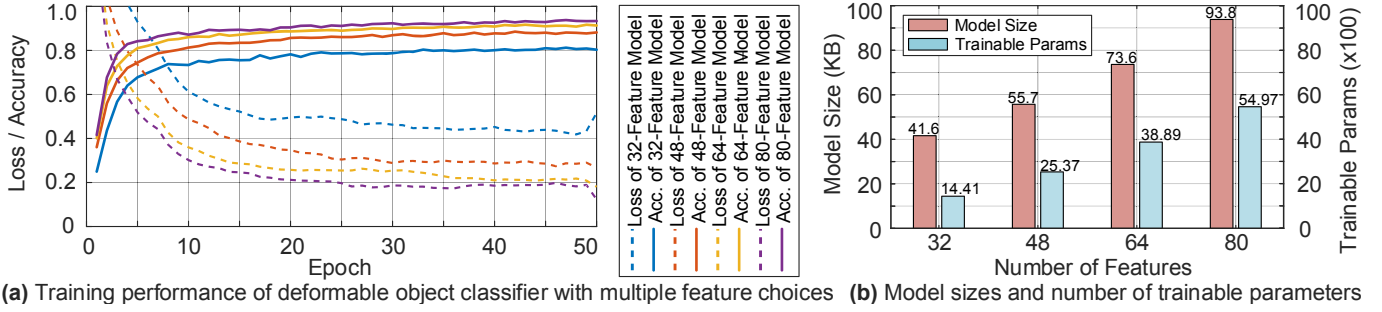 Loss / Accuracy
1.0
0.8
0.6
0.4
0.2
0
0
10
20
30
40
50
Epoch
Loss of 32-Feature Model
Acc. of 32-Feature Model
Loss of 48-Feature Model
Acc. of 48-Feature Model
Loss of 64-Feature Model
Acc. of 64-Feature Model
Loss of 80-Feature Model
Acc. of 80-Feature Model
(a) Training performance of deformable object classifier with multiple feature choices
Model Size (KB)
100
80
60
40
20
0
Model Size
Trainable Params
41.6
14.41
55.7
25.37
73.6
38.89
93.8
54.97
32
48
64
80
Number of Features
100
80
60
40
20
0
Trainable Params (x100)
(b) Model sizes and number of trainable parameters